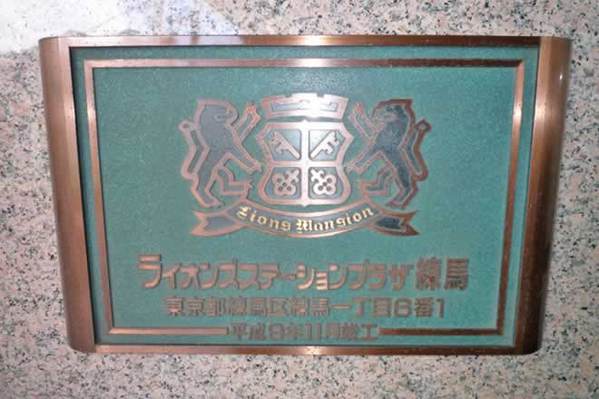 Lions Mansion
ライオンズステーションプラザ練馬
東京都練馬区練馬一丁目6番1
平成9年11月竣工